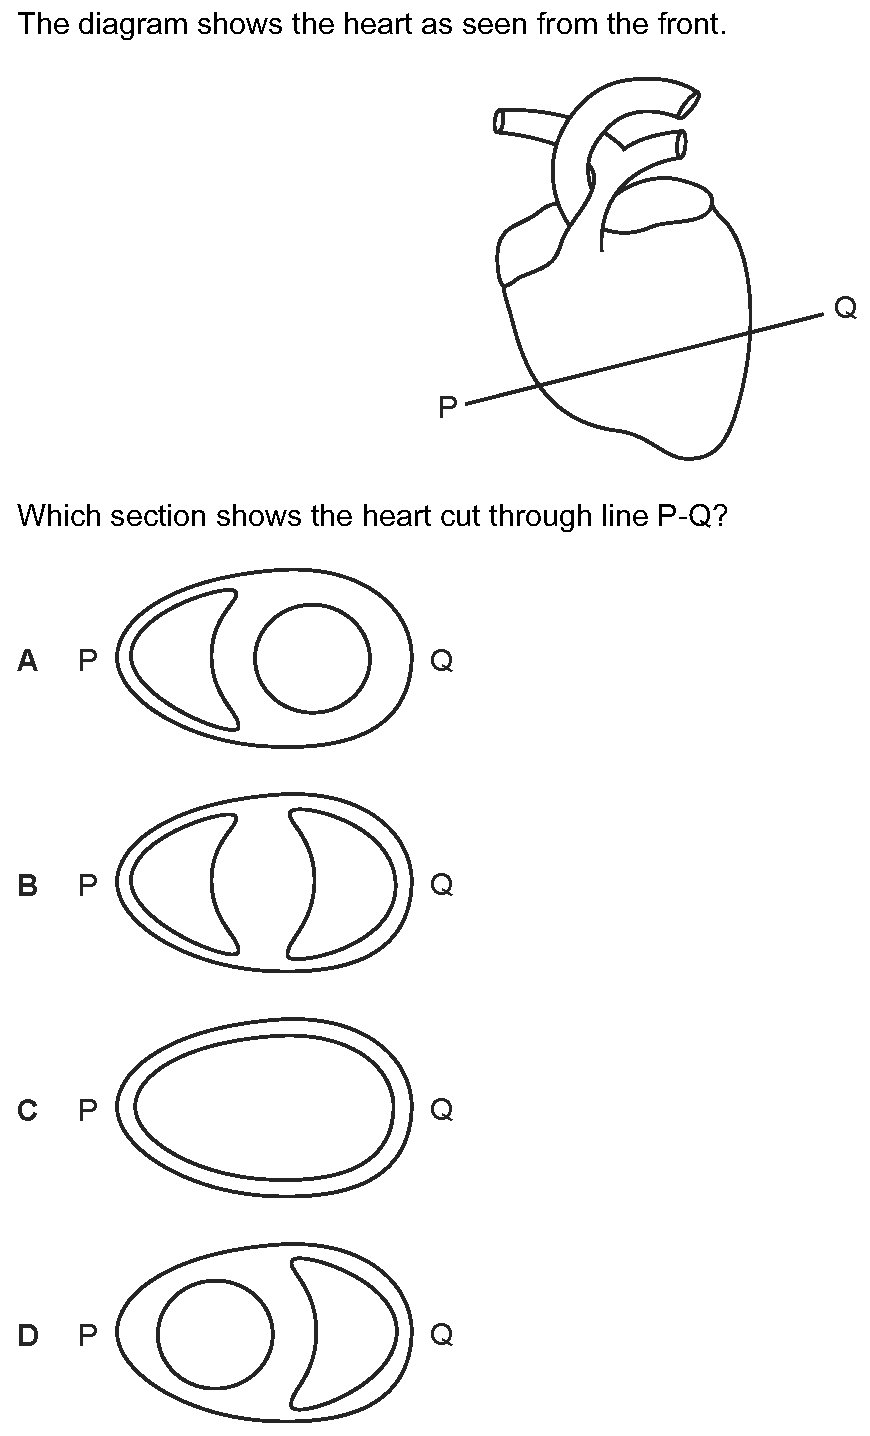 The diagram shows the heart as seen from the front.
Q
P
Which section shows the heart cut through line P-Q?
A P Q
B P Q
C P Q
D P Q